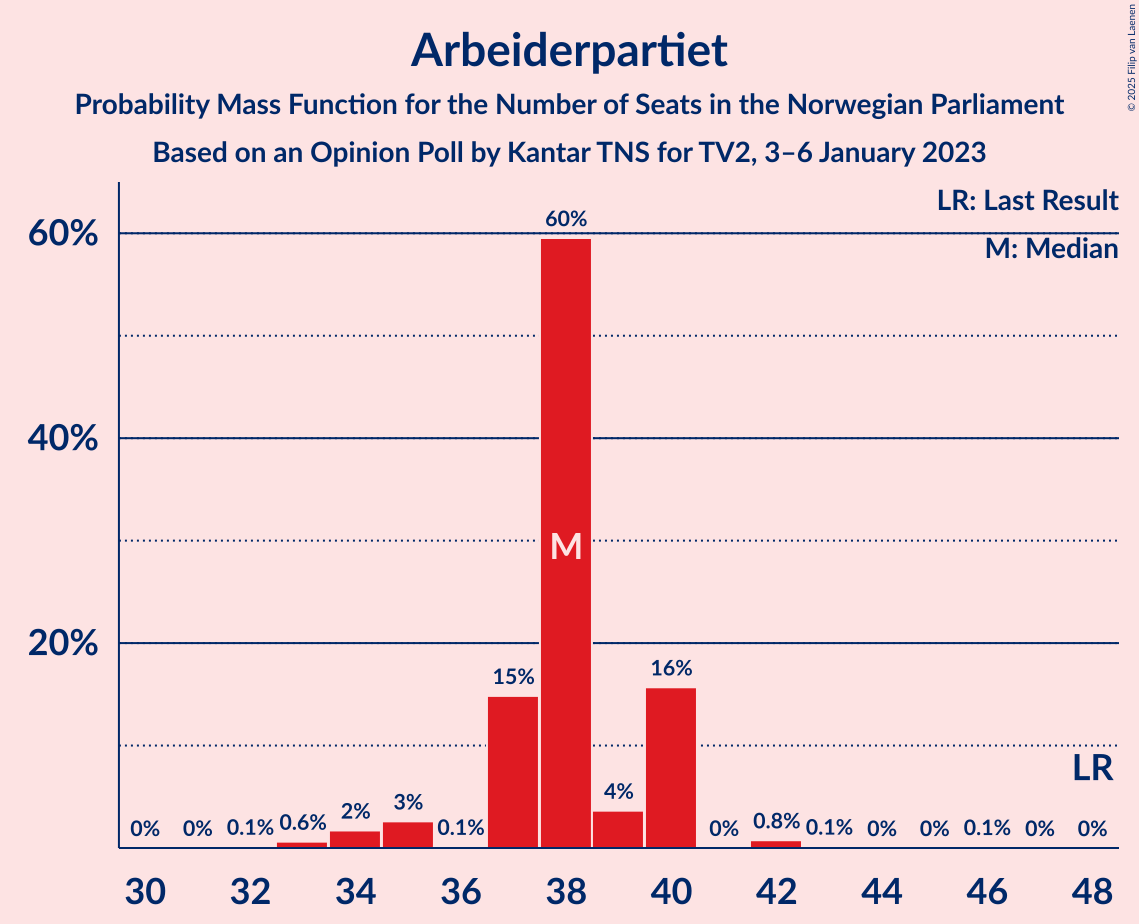 Arbeiderpartiet
Probability Mass Function for the Number of Seats in the Norwegian Parliament
Based on an Opinion Poll by Kantar TNS for TV2, 3–6 January 2023
© 2025 Filip van Laenen
LR: Last Result
M: Median
60%
40%
20%
0% 0% 0.1% 0.6% 2% 3% 0.1% 15% 60% 4% 16% 0% 0.8% 0.1% 0% 0% 0.1% 0% 0%
M
LR
30 32 34 36 38 40 42 44 46 48